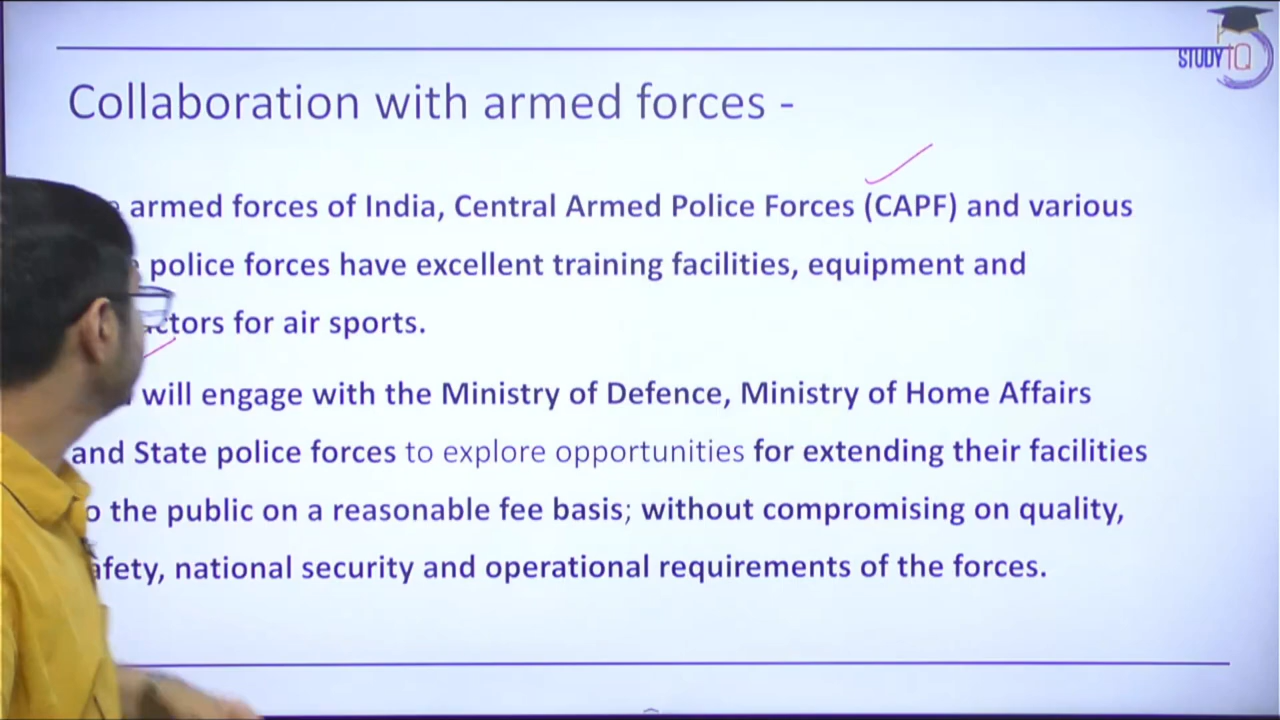 STUDY IQ
Collaboration with armed forces -
armed forces of India, Central Armed Police Forces (CAPF) and various
police forces have excellent training facilities, equipment and
for air sports.
will engage with the Ministry of Defence, Ministry of Home Affairs
and State police forces to explore opportunities for extending their facilities
the public on a reasonable fee basis; without compromising on quality,
national security and operational requirements of the forces.